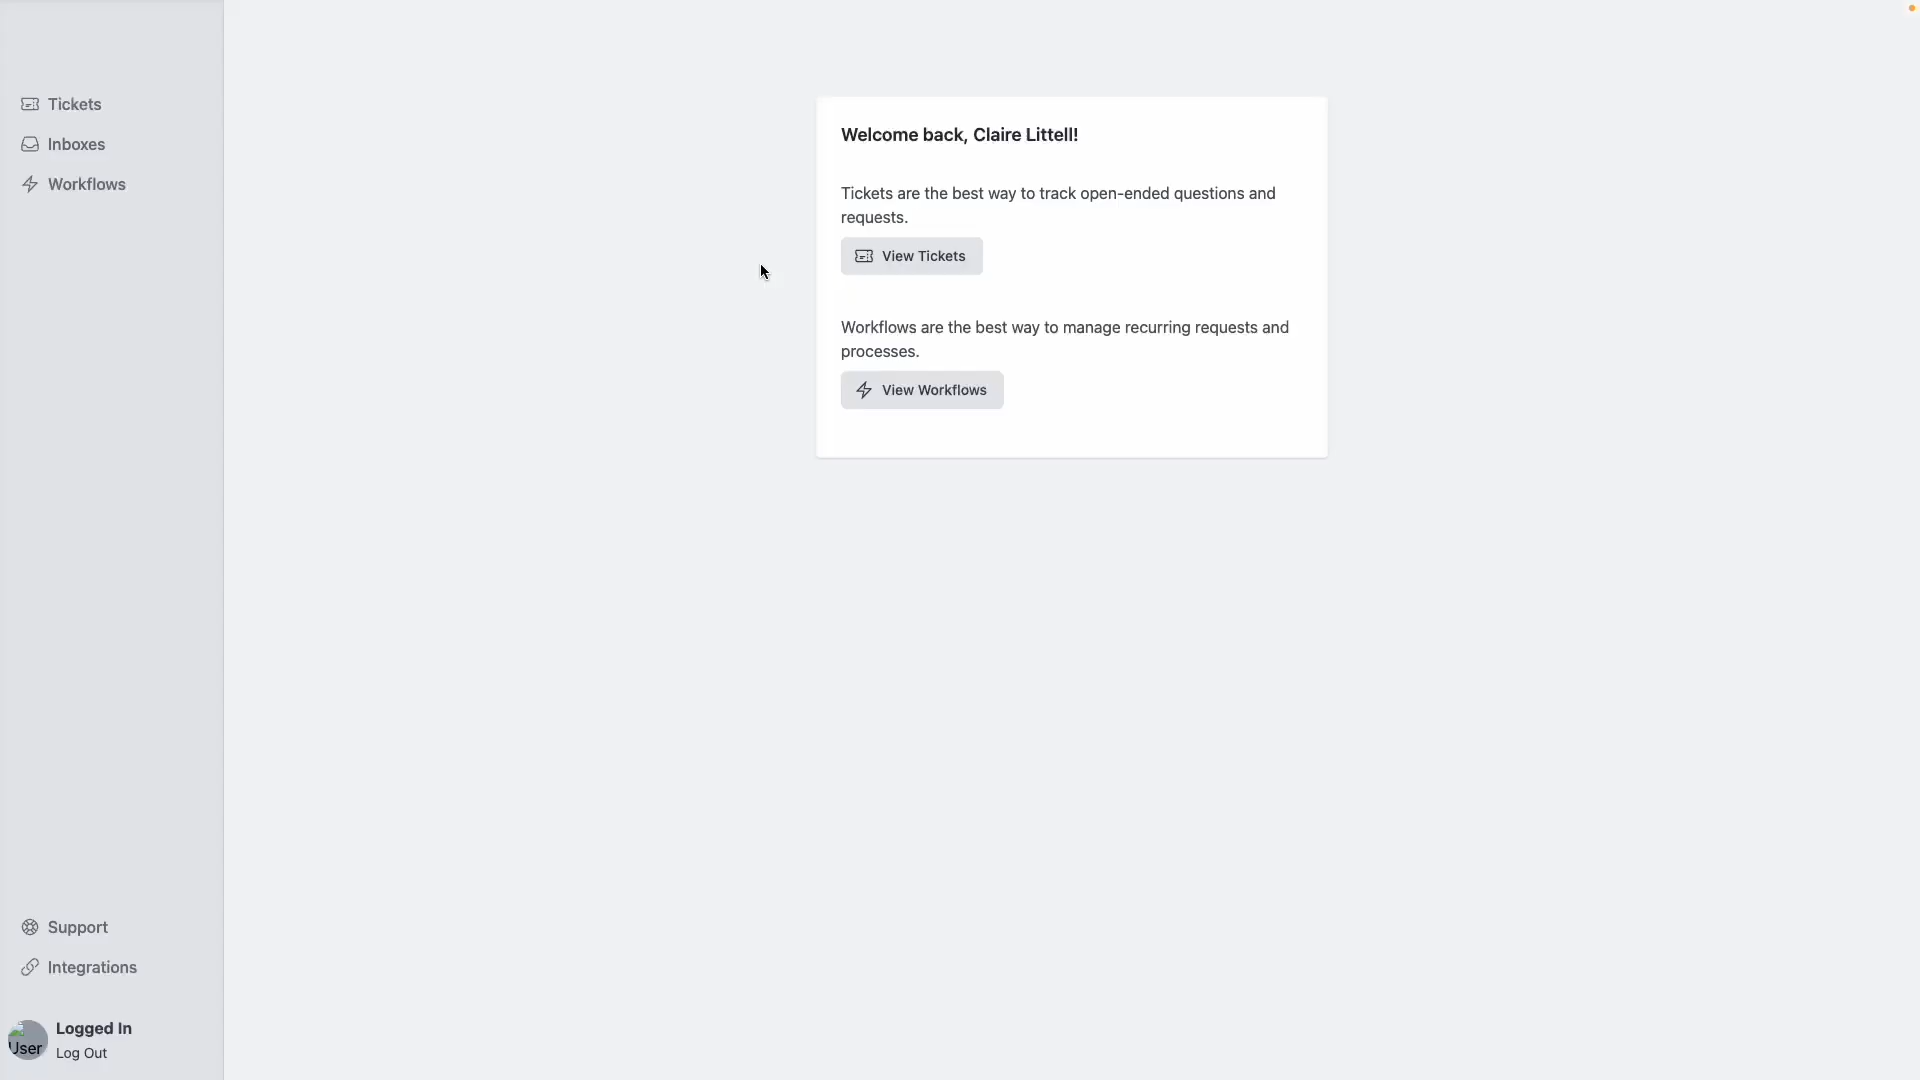 Tickets
Inboxes
Workflows
Welcome back, Claire Littell!
Tickets are the best way to track open-ended questions and
requests.
View Tickets
Workflows are the best way to manage recurring requests and
processes.
View Workflows
Support
Integrations
User
Logged In
Log Out